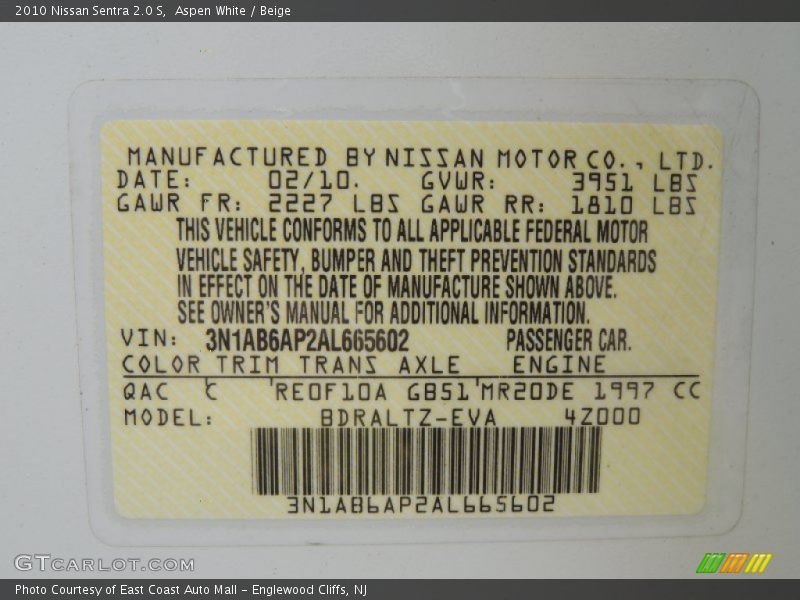 2010 Nissan Sentra 2.0 S,  Aspen White / Beige
MANUFACTURED BY NISSAN MOTOR CO., LTD.
DATE: 02/10. GVWR: 3951 LBS
GAWR FR: 2227 LBS GAWR RR: 1810 LBS
THIS VEHICLE CONFORMS TO ALL APPLICABLE FEDERAL MOTOR
VEHICLE SAFETY, BUMPER AND THEFT PREVENTION STANDARDS
IN EFFECT ON THE DATE OF MANUFACTURE SHOWN ABOVE.
SEE OWNER'S MANUAL FOR ADDITIONAL INFORMATION.
VIN: 3N1AB6AP2AL665602 PASSENGER CAR.
COLOR TRIM TRANS AXLE ENGINE
QAC C RE0F10A GB51 MR20DE 1997 CC
MODEL: BDRALTZ-EVA 4Z000
3N1AB6AP2AL665602
GTCARLOT.COM
Photo Courtesy of East Coast Auto Mall – Englewood Cliffs, NJ